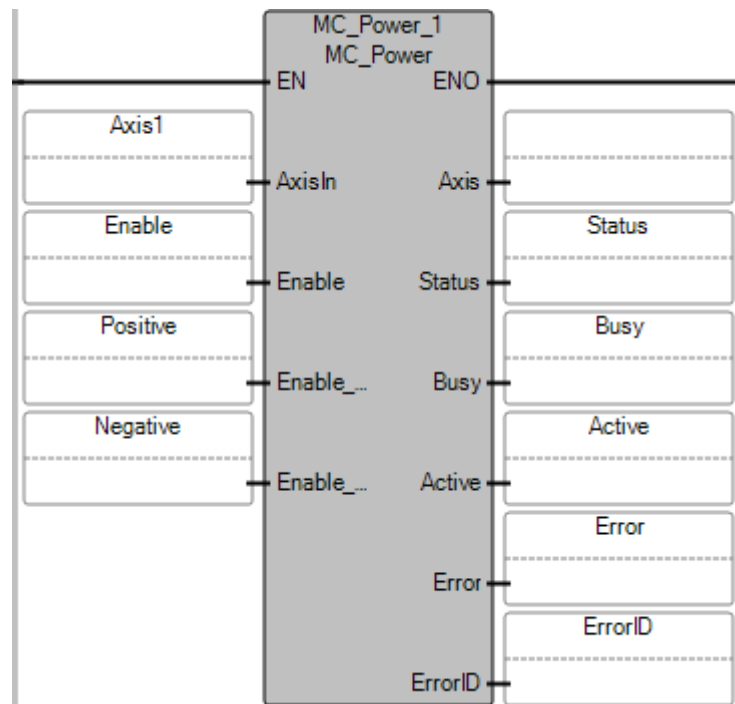 MC_Power_1
MC_Power
EN ENO
Axis1
AxisIn Axis
Enable Status
Enable Status
Positive Busy
Enable_... Busy
Negative Active
Enable_... Active
Error
Error
ErrorID
ErrorID